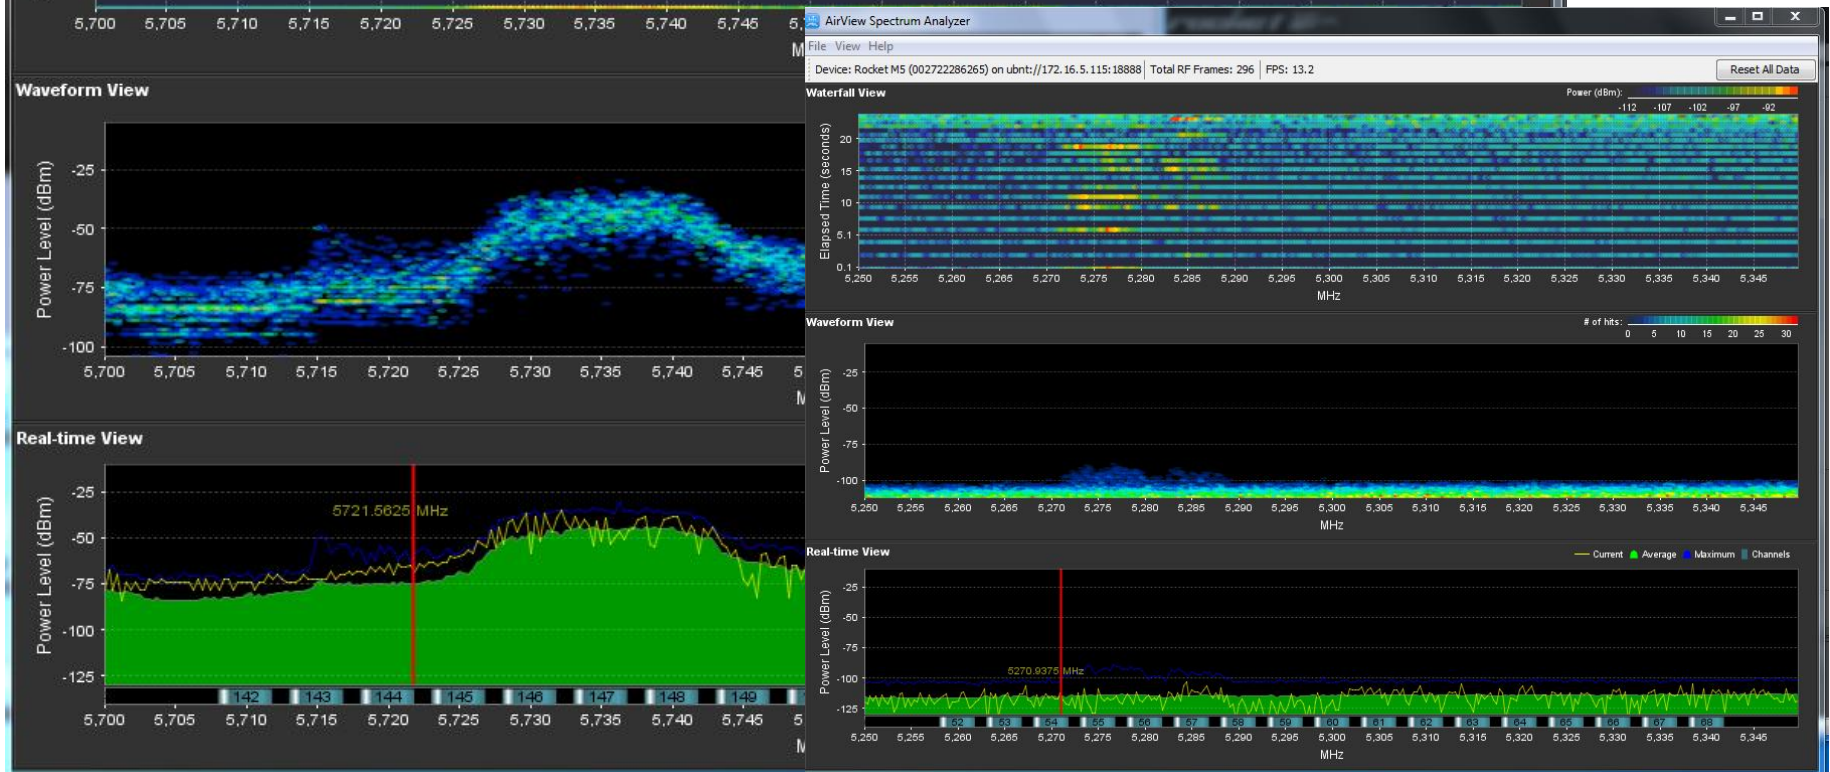 5,700 5,705 5,710 5,715 5,720 5,725 5,730 5,735 5,740 5,745
Waveform View
Power Level (dBm)
-25
-50
-75
-100
5,700 5,705 5,710 5,715 5,720 5,725 5,730 5,735 5,740 5,745 5
Real-time View
Power Level (dBm)
-25
-50
-75
-100
-125
5721.5625 MHz
142 143 144 145 146 147 148 149
5,700 5,705 5,710 5,715 5,720 5,725 5,730 5,735 5,740 5,745 5
AirView Spectrum Analyzer
File View Help
Device: Rocket M5 (002722286265) on ubnt://172.16.5.115:18888 Total RF Frames: 296 FPS: 13.2
Reset All Data
Waterfall View
Power (dBm):
-112 -107 -102 -97 -92
Elapsed Time (seconds)
20
15
10
5.1
0.1
5,250 5,255 5,260 5,265 5,270 5,275 5,280 5,285 5,290 5,295 5,300 5,305 5,310 5,315 5,320 5,325 5,330 5,335 5,340 5,345
MHz
Waveform View
# of hits:
0 5 10 15 20 25 30
Power Level (dBm)
-25
-50
-75
-100
5,250 5,255 5,260 5,265 5,270 5,275 5,280 5,285 5,290 5,295 5,300 5,305 5,310 5,315 5,320 5,325 5,330 5,335 5,340 5,345
MHz
Real-time View
Current Average Maximum Channels
Power Level (dBm)
-25
-50
-75
-100
-125
5270.9375 MHz
52 53 54 55 56 57 58 59 60 61 62 63 64 65 66 67 68
5,250 5,255 5,260 5,265 5,270 5,275 5,280 5,285 5,290 5,295 5,300 5,305 5,310 5,315 5,320 5,325 5,330 5,335 5,340 5,345
MHz